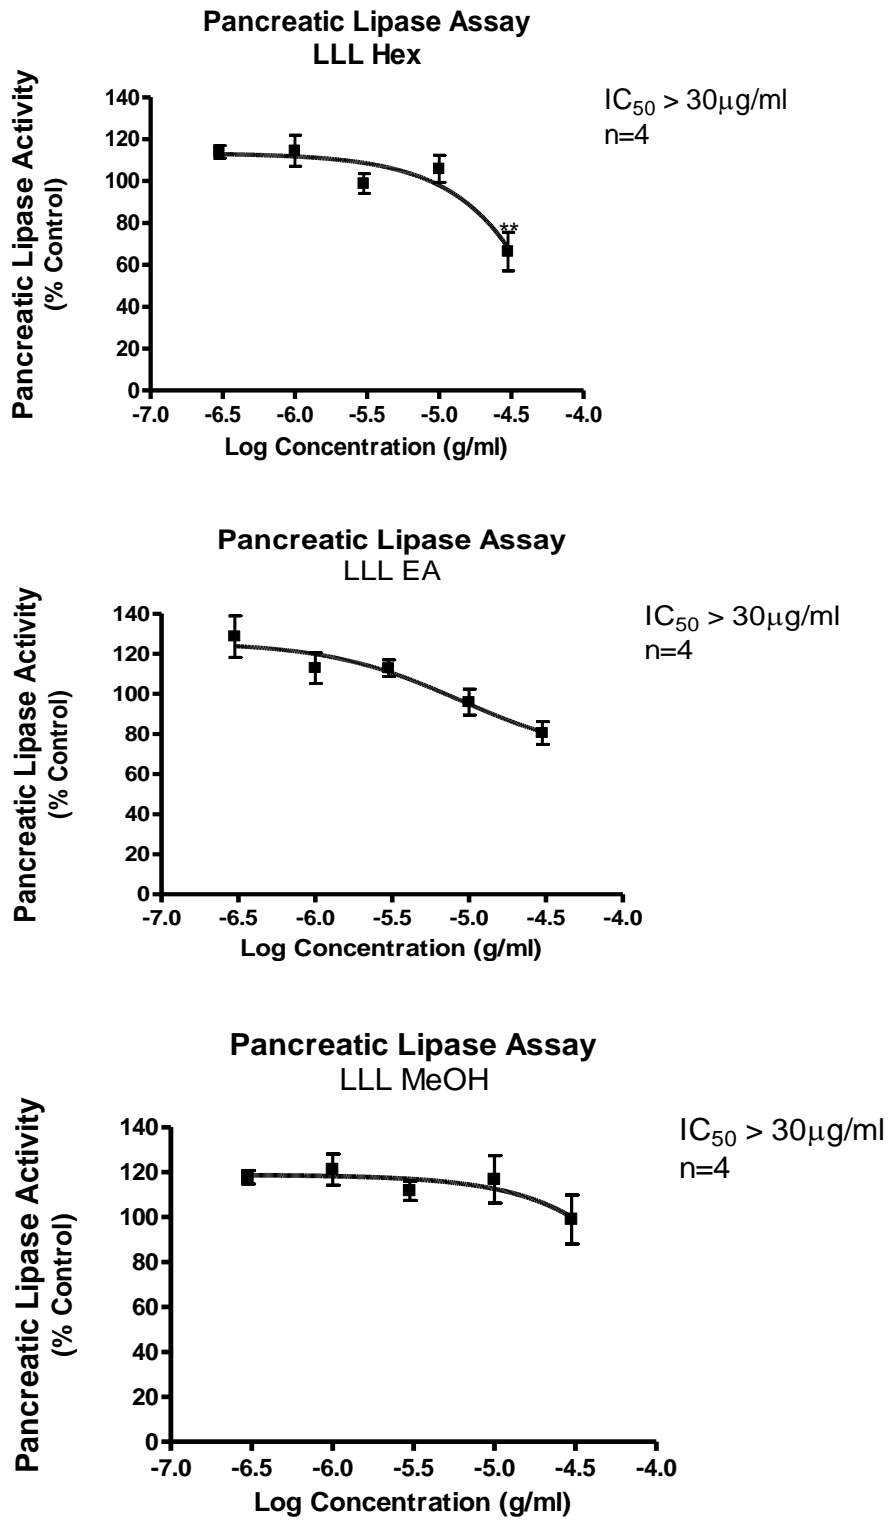 Pancreatic Lipase Assay
LLL Hex
IC50 > 30μg/ml
n=4
Pancreatic Lipase Activity
(% Control)
140
120
100
80
60
40
20
0
**
-7.0 -6.5 -6.0 -5.5 -5.0 -4.5 -4.0
Log Concentration (g/ml)
Pancreatic Lipase Assay
LLL EA
IC50 > 30μg/ml
n=4
Pancreatic Lipase Activity
(% Control)
140
120
100
80
60
40
20
0
-7.0 -6.5 -6.0 -5.5 -5.0 -4.5 -4.0
Log Concentration (g/ml)
Pancreatic Lipase Assay
LLL MeOH
IC50 > 30μg/ml
n=4
Pancreatic Lipase Activity
(% Control)
140
120
100
80
60
40
20
0
-7.0 -6.5 -6.0 -5.5 -5.0 -4.5 -4.0
Log Concentration (g/ml)